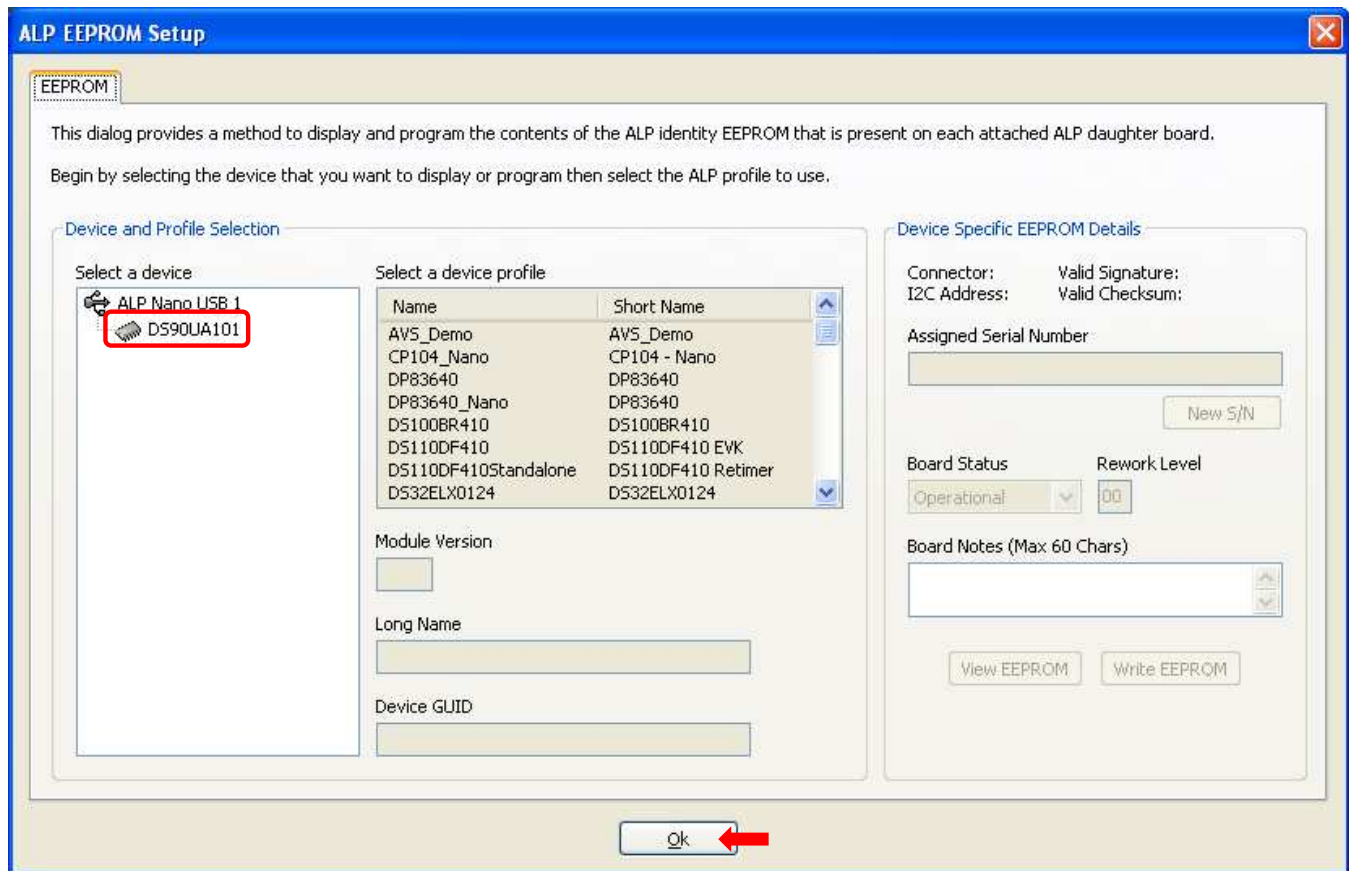 ALP EEPROM Setup
EEPROM
This dialog provides a method to display and program the contents of the ALP identity EEPROM that is present on each attached ALP daughter board.
Begin by selecting the device that you want to display or program then select the ALP profile to use.
Device and Profile Selection
Select a device
ALP Nano USB 1
DS90UA101
Select a device profile
Name Short Name
AVS_Demo AVS_Demo
CP104_Nano CP104 - Nano
DP83640 DP83640
DP83640_Nano DP83640
DS100BR410 DS100BR410
DS110DF410 DS110DF410 EVK
DS110DF410Standalone DS110DF410 Retimer
DS32ELX0124 DS32ELX0124
Module Version
Long Name
Device GUID
Device Specific EEPROM Details
Connector: Valid Signature:
I2C Address: Valid Checksum:
Assigned Serial Number
New S/N
Board Status Rework Level
Operational 00
Board Notes (Max 60 Chars)
View EEPROM Write EEPROM
Ok